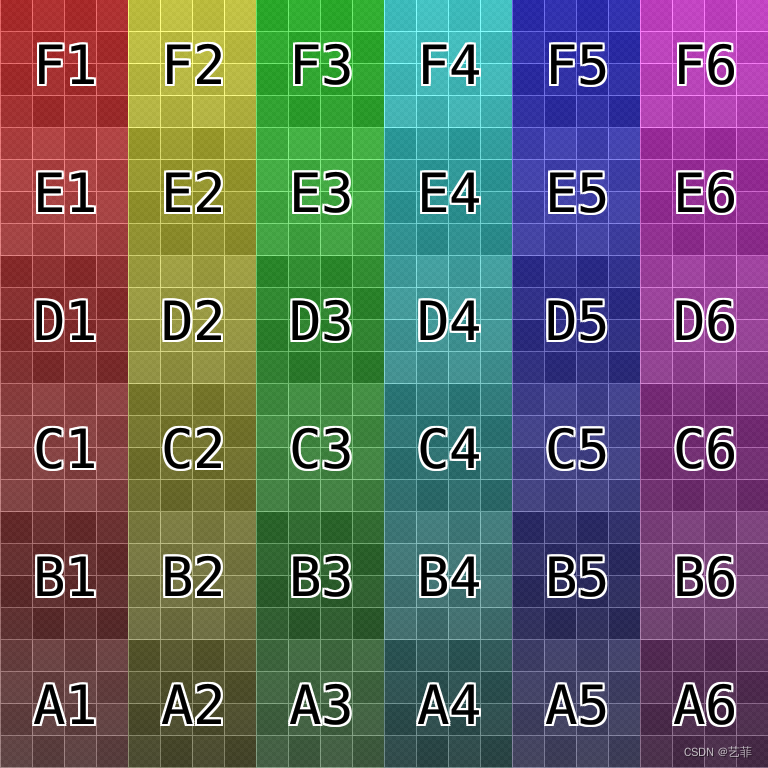 F1 F2 F3 F4 F5 F6
E1 E2 E3 E4 E5 E6
D1 D2 D3 D4 D5 D6
C1 C2 C3 C4 C5 C6
B1 B2 B3 B4 B5 B6
A1 A2 A3 A4 A5 A6
CSDN @艺菲